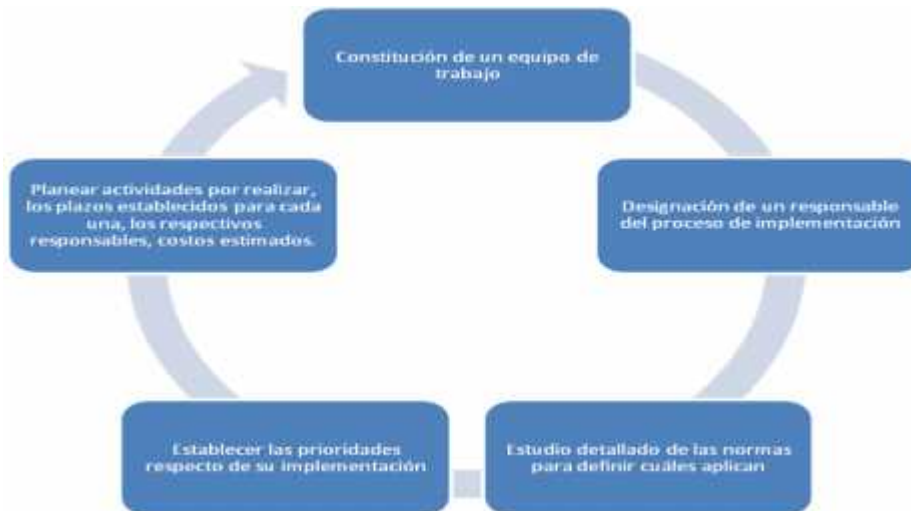 Constitución de un equipo de
trabajo
Designación de un responsable
del proceso de implementación
Estudio detallado de las normas
para definir cuáles aplican
Establecer las prioridades
respecto de su implementación
Planear actividades por realizar,
los plazos establecidos para cada
una, los respectivos
responsables, costos estimados.